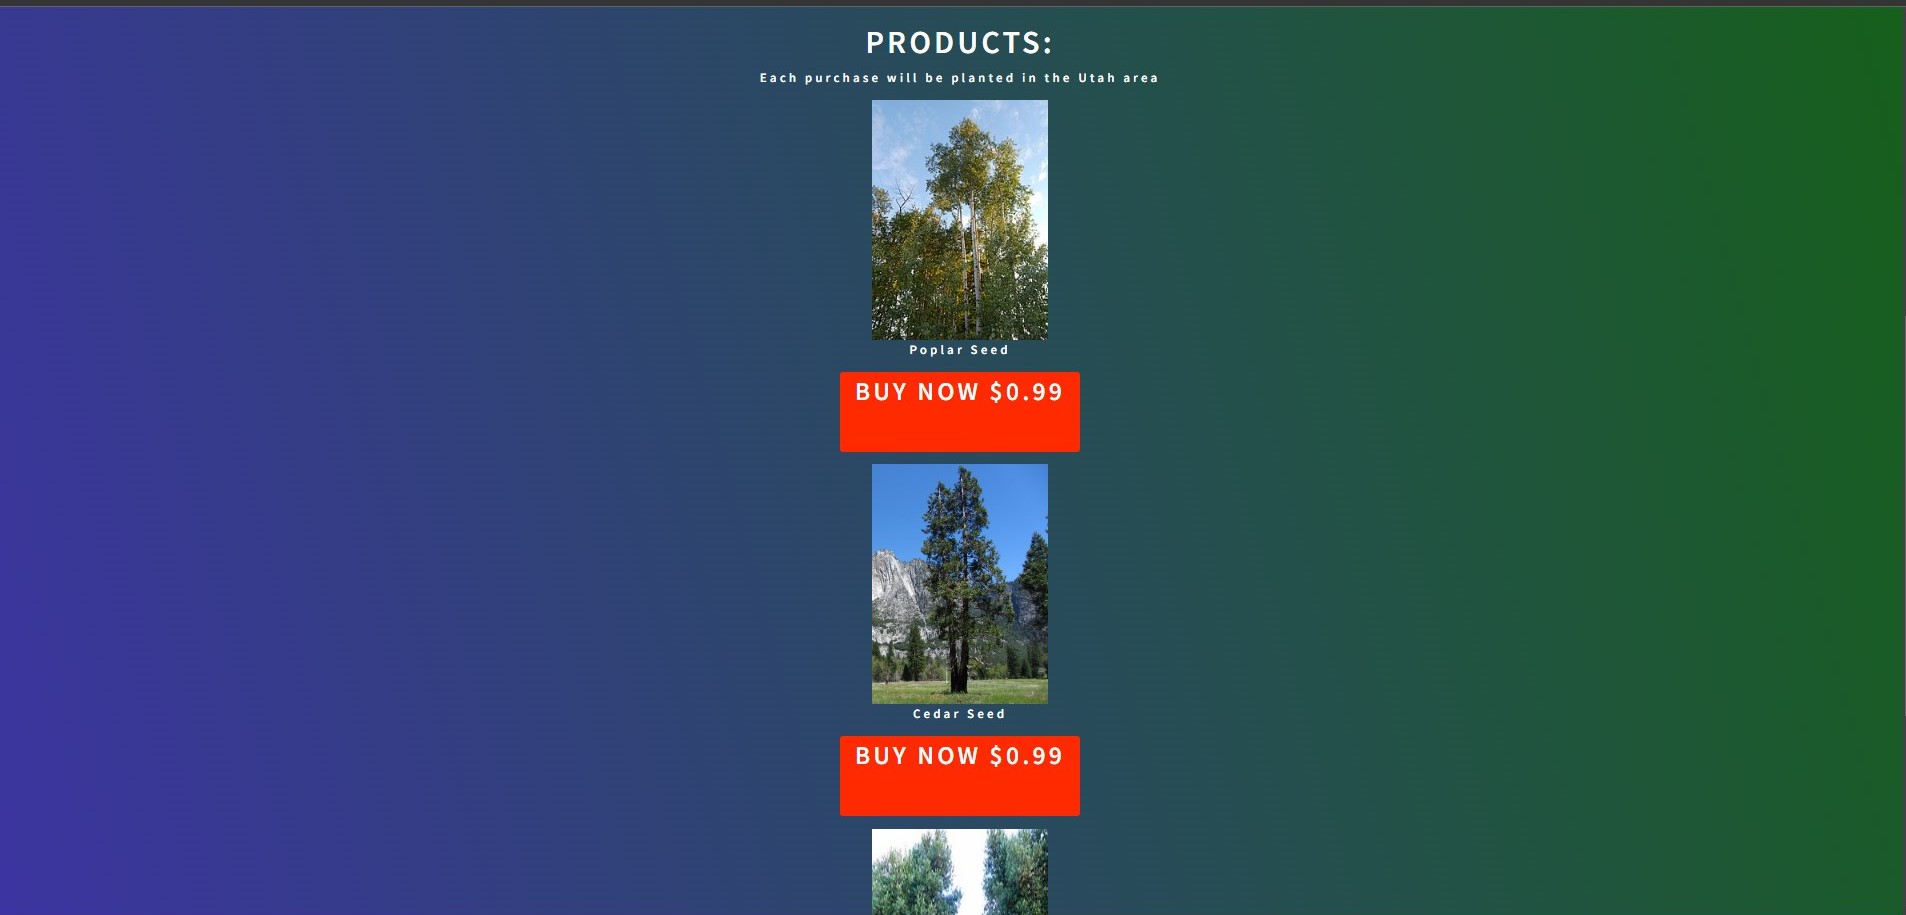 PRODUCTS:
Each purchase will be planted in the Utah area
Poplar Seed
BUY NOW $0.99
Cedar Seed
BUY NOW $0.99